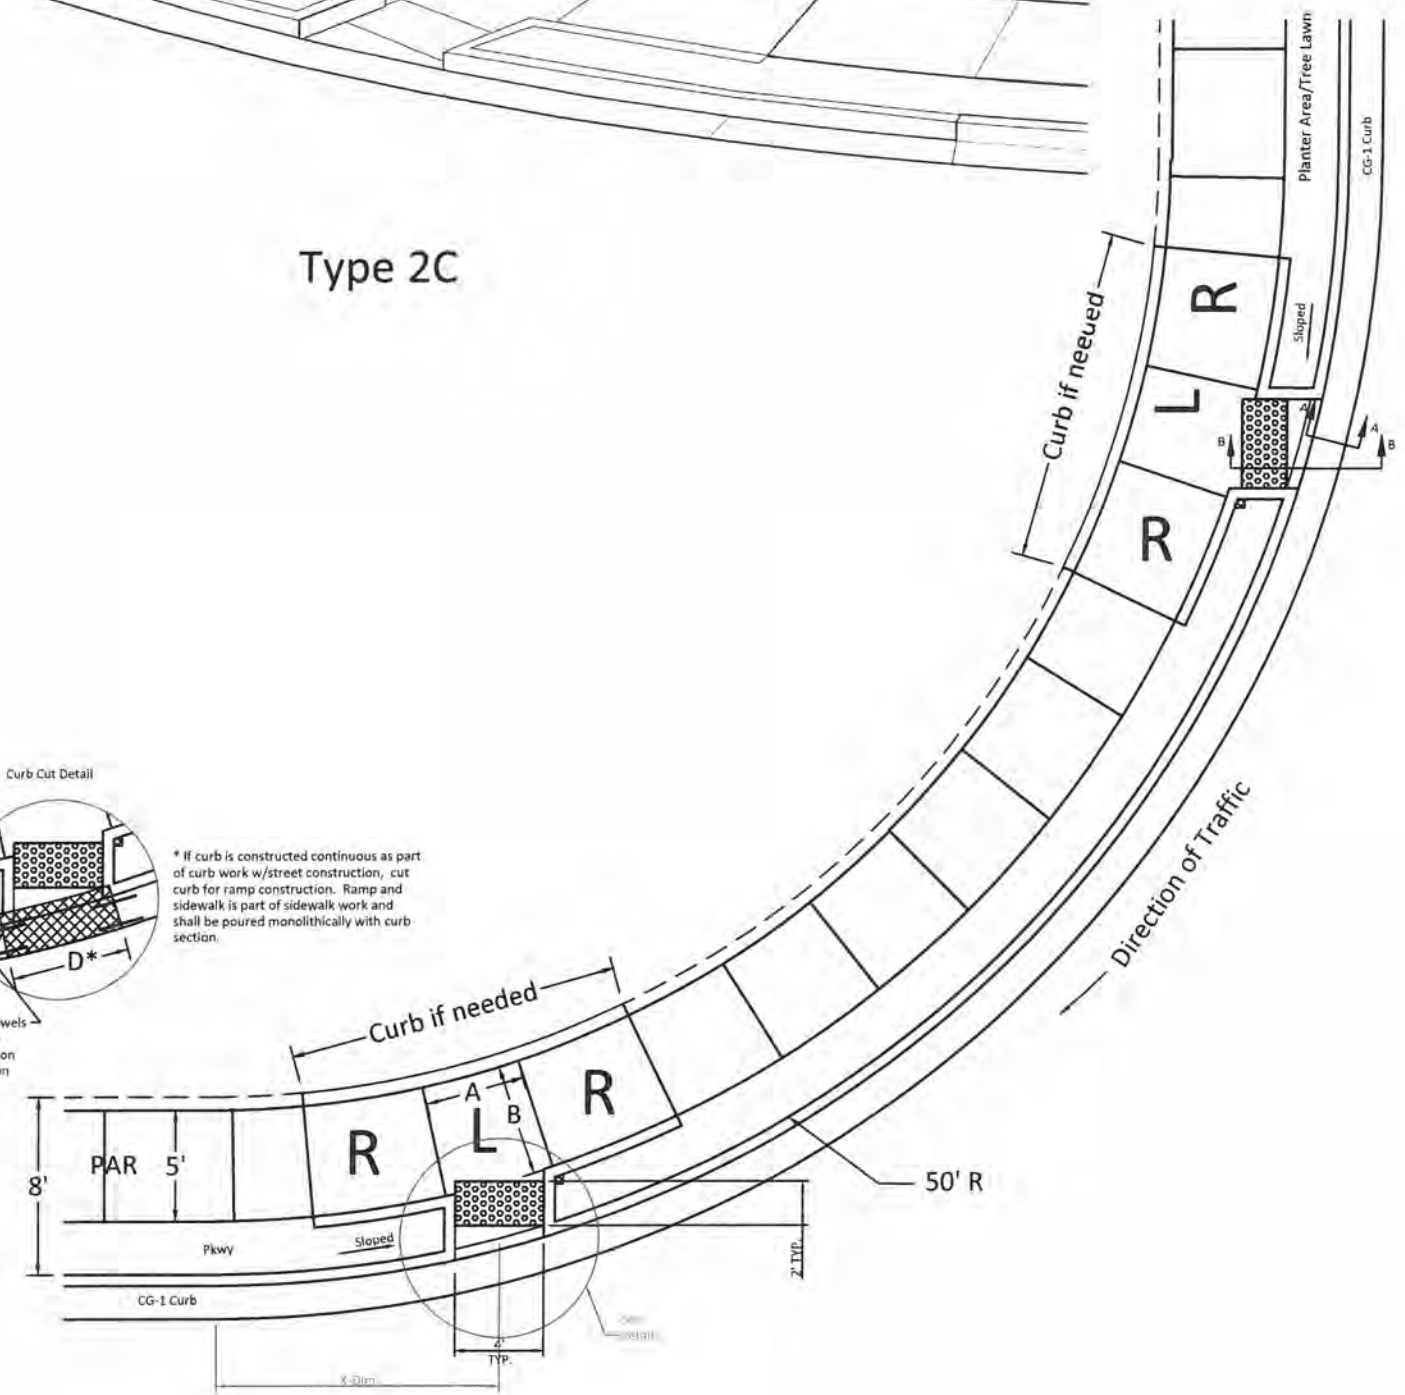 Type 2C
Planter Area/Tree Lawn
CG-1 Curb
R
Sloped
Curb if neeued
L
A
A
B
B
R
Direction of Traffic
Curb Cut Detail
* If curb is constructed continuous as part
of curb work w/street construction, cut
curb for ramp construction. Ramp and
sidewalk is part of sidewalk work and
shall be poured monolithically with curb
section.
D*
wels
on
Curb if needed
A
B
R
L
R
PAR 5'
8'
50' R
Pkwy
Sloped
2' TYP.
CG-1 Curb
4'
TYP.
X-Dim